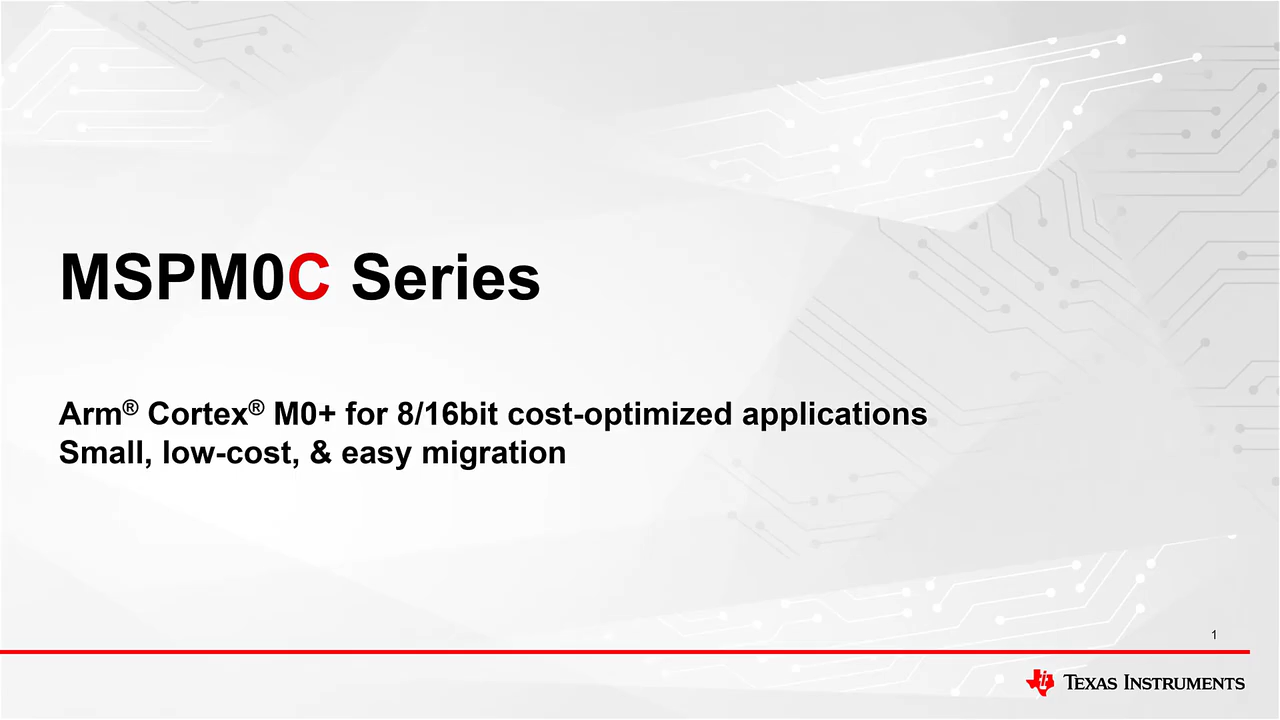 MSPM0C Series
Arm® Cortex® M0+ for 8/16bit cost-optimized applications
Small, low-cost, & easy migration
1
TEXAS INSTRUMENTS